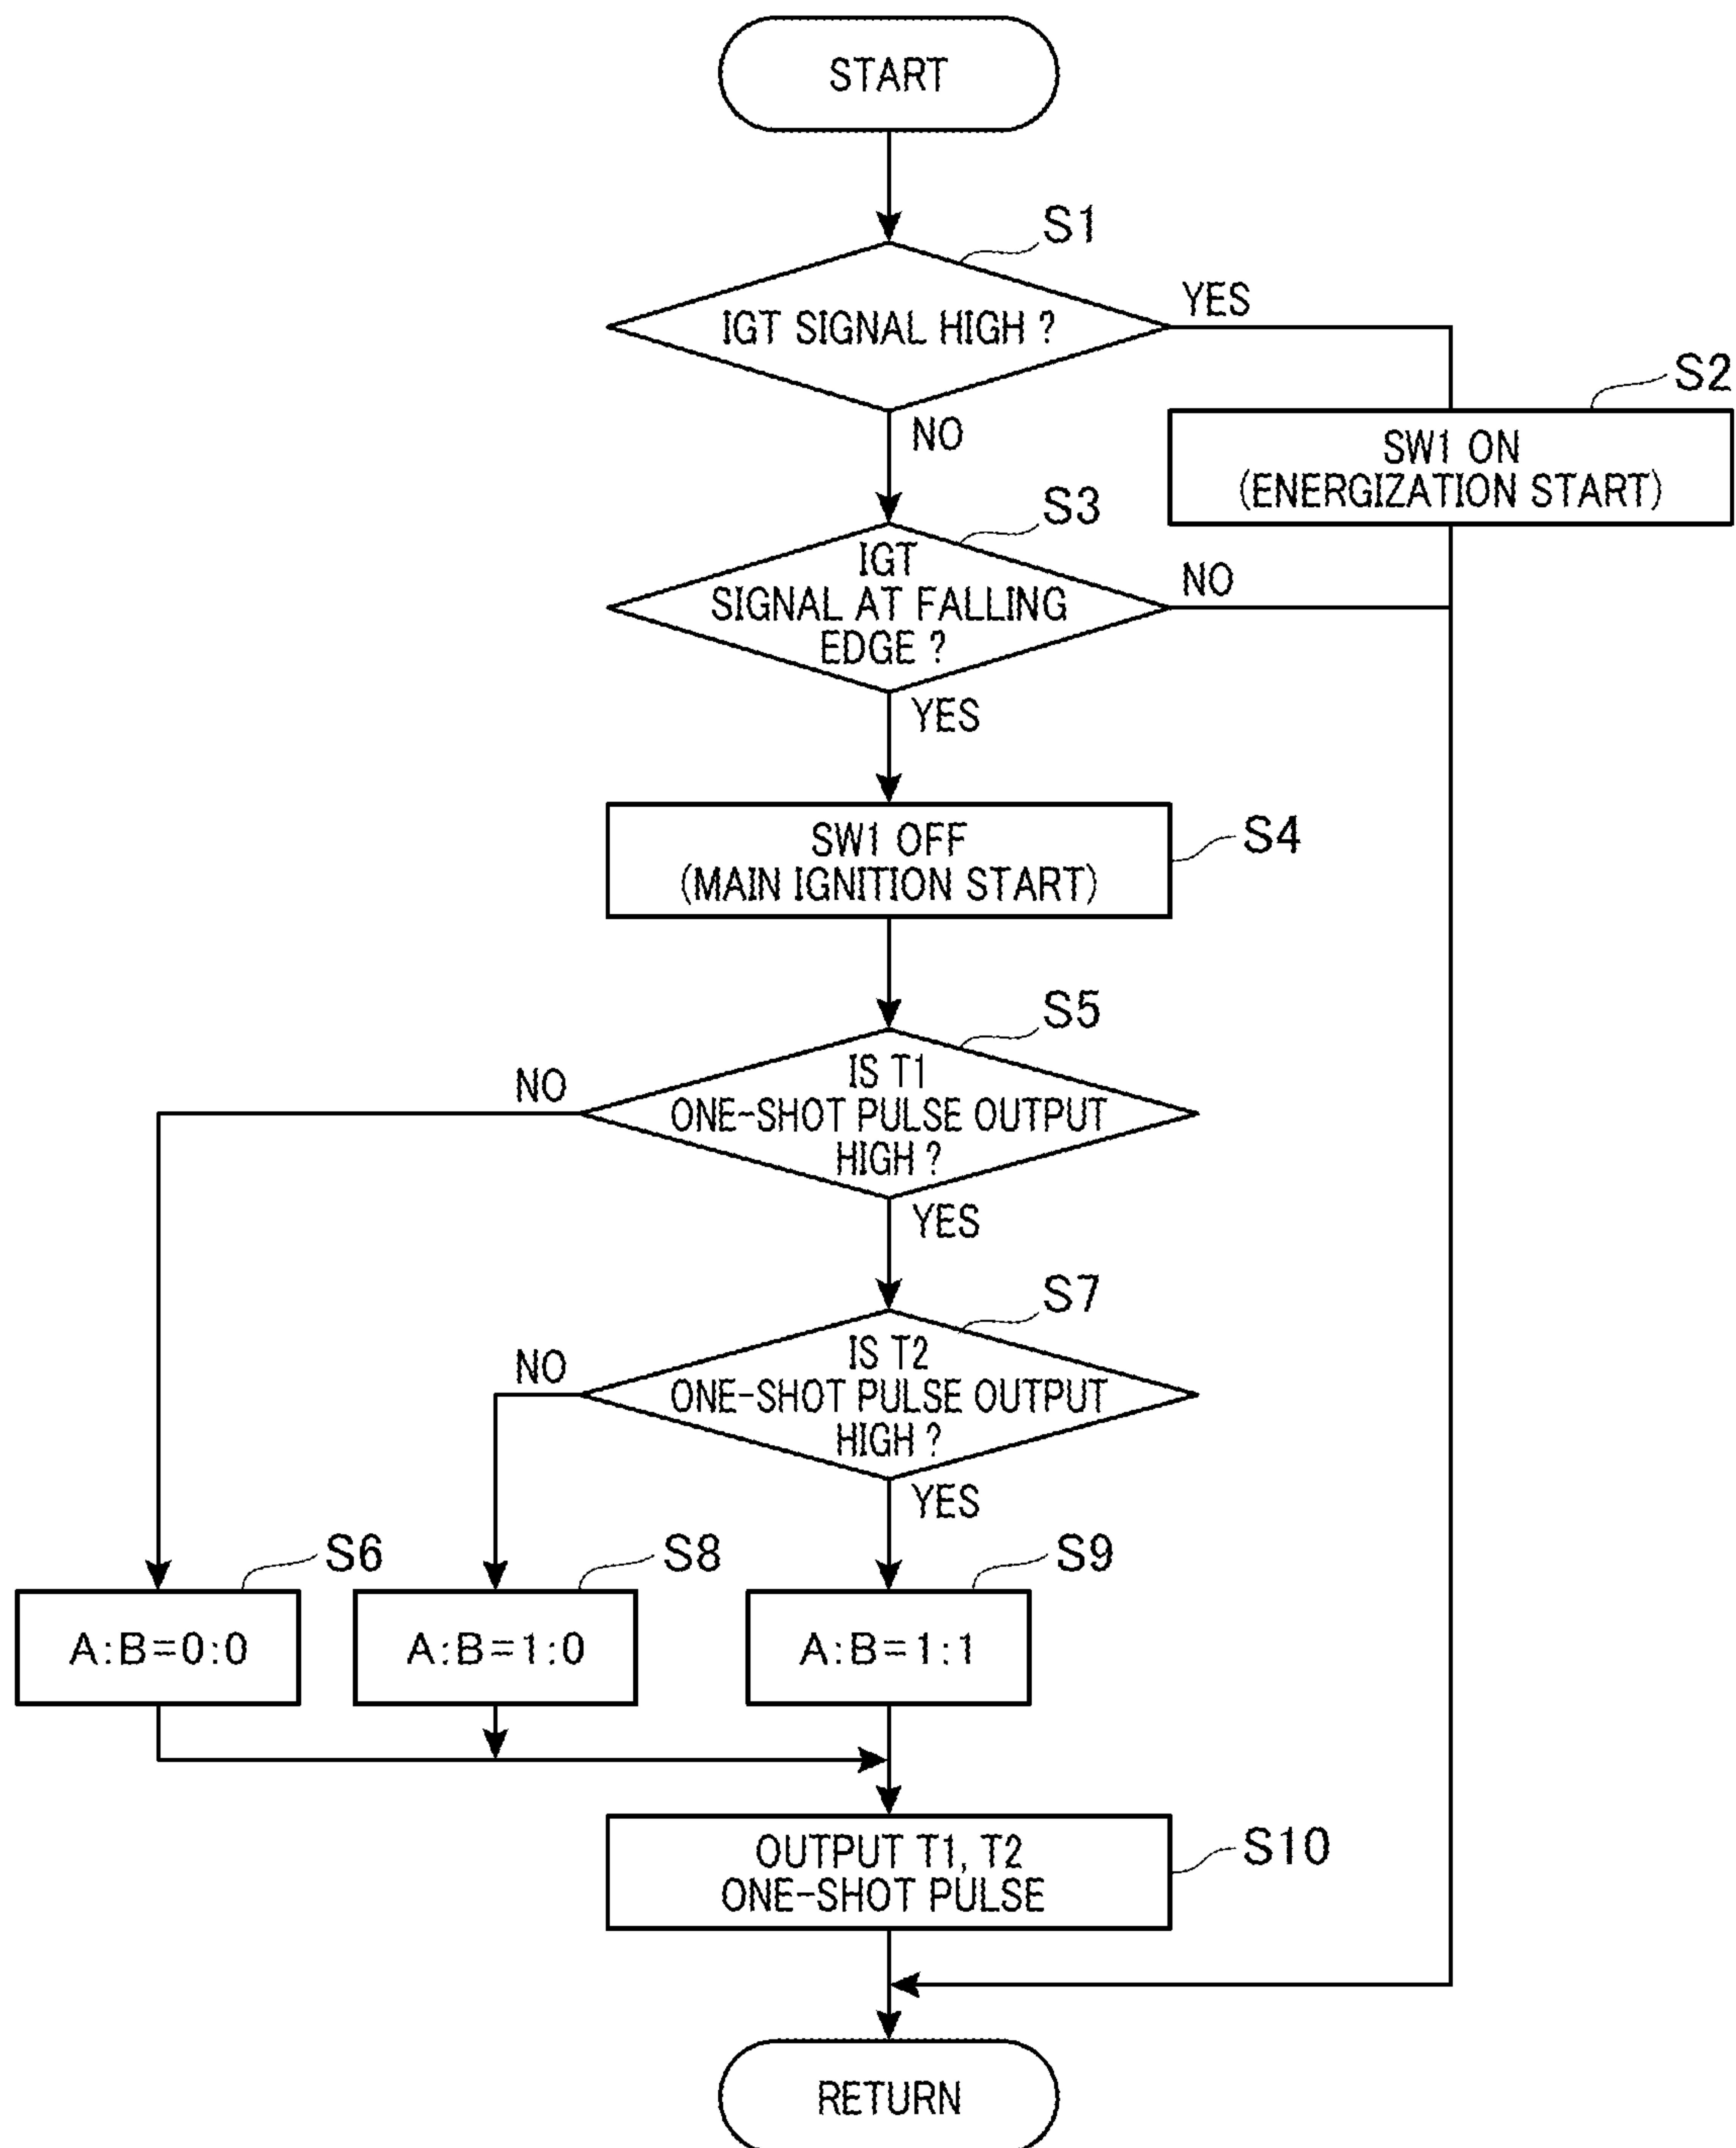 START
S1
IGT SIGNAL HIGH ?
YES
NO
S2
SW1 ON
(ENERGIZATION START)
S3
IGT
SIGNAL AT FALLING
EDGE ?
NO
YES
SW1 OFF
(MAIN IGNITION START)
S4
S5
IS T1
ONE-SHOT PULSE OUTPUT
HIGH ?
NO
YES
S7
IS T2
ONE-SHOT PULSE OUTPUT
HIGH ?
NO
YES
S6
A:B=0:0
S8
A:B=1:0
S9
A:B=1:1
OUTPUT T1, T2
ONE-SHOT PULSE
S10
RETURN